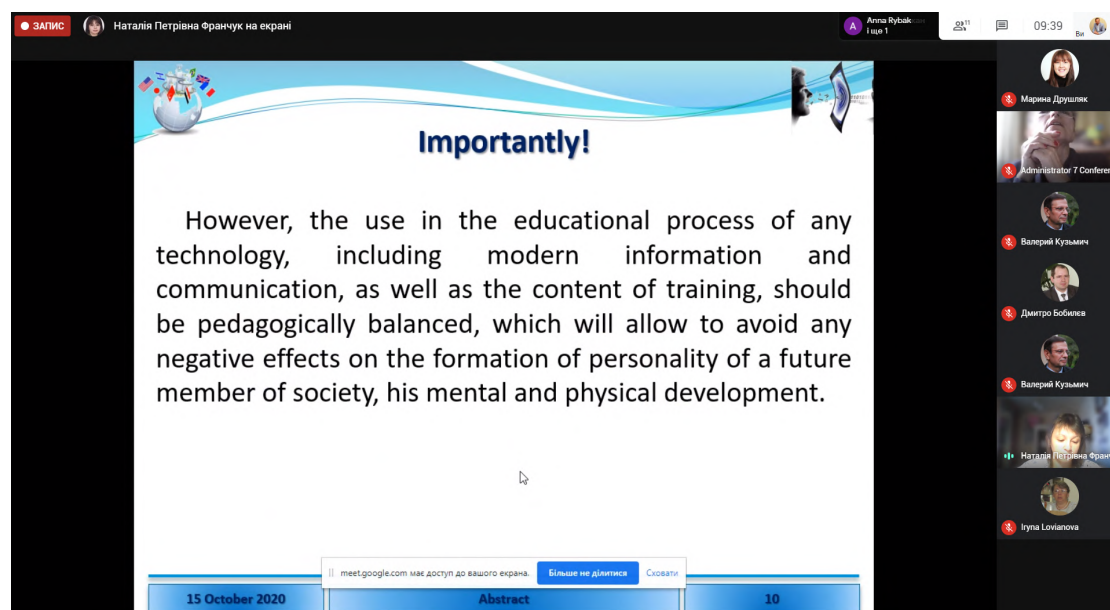 ЗАПИС
Наталія Петрівна Франчук на екрані
Anna Rybak
і ще 1
11
09:39
Ви
Importantly!
However, the use in the educational process of any
technology, including modern information and
communication, as well as the content of training, should
be pedagogically balanced, which will allow to avoid any
negative effects on the formation of personality of a future
member of society, his mental and physical development.
meet.google.com має доступ до вашого екрана.
Більше не ділитися
Сховати
15 October 2020
Abstract
10
Марина Друшляк
Administrator 7 Conferen
Валерий Кузьмич
Дмитро Бобилєв
Валерий Кузьмич
Наталія Петрівна Фран
Iryna Lovianova